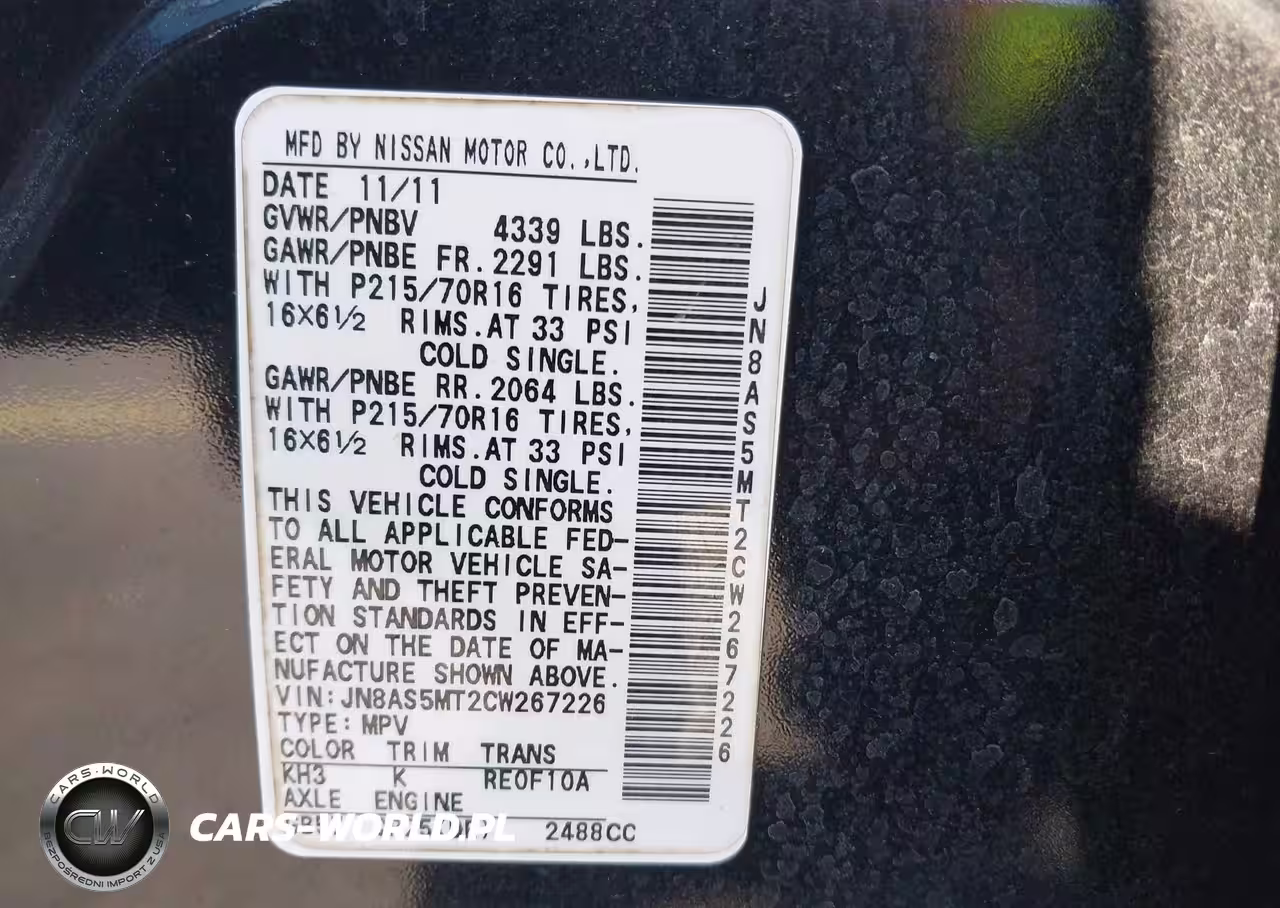 MFD BY NISSAN MOTOR CO.,LTD.
DATE 11/11
GVWR/PNBV 4339 LBS.
GAWR/PNBE FR. 2291 LBS.
WITH P215/70R16 TIRES,
16X6½ RIMS.AT 33 PSI
COLD SINGLE.
GAWR/PNBE RR. 2064 LBS.
WITH P215/70R16 TIRES,
16X6½ RIMS.AT 33 PSI
COLD SINGLE.
THIS VEHICLE CONFORMS
TO ALL APPLICABLE FED-
ERAL MOTOR VEHICLE SA-
FETY AND THEFT PREVEN-
TION STANDARDS IN EFF-
ECT ON THE DATE OF MA-
NUFACTURE SHOWN ABOVE.
VIN:JN8AS5MT2CW267226
TYPE:MPV
COLOR TRIM TRANS
KH3 K RE0F10A
AXLE ENGINE
2488CC
JN8AS5MT2CW267226
CARS-WORLD
CW
BEZPOŚREDNI IMPORT Z USA
CARS-WORLD.PL